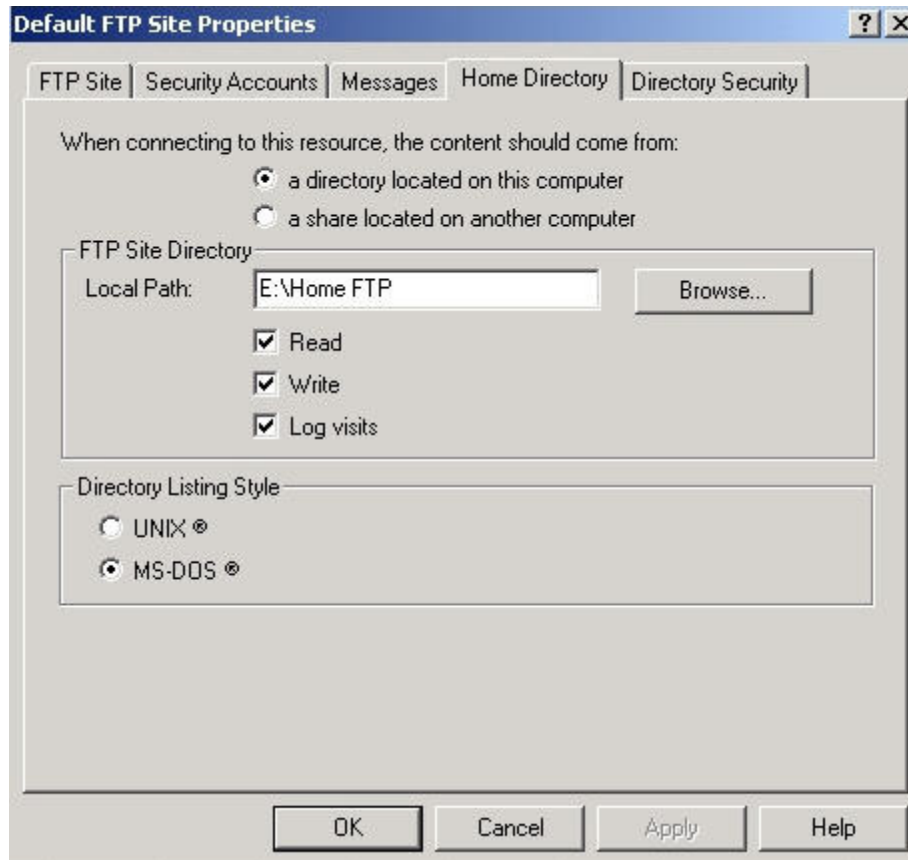 Default FTP Site Properties
FTP Site Security Accounts Messages Home Directory Directory Security
When connecting to this resource, the content should come from:
a directory located on this computer
a share located on another computer
FTP Site Directory
Local Path: E:\Home FTP Browse...
Read
Write
Log visits
Directory Listing Style
UNIX ®
MS-DOS ®
OK Cancel Apply Help